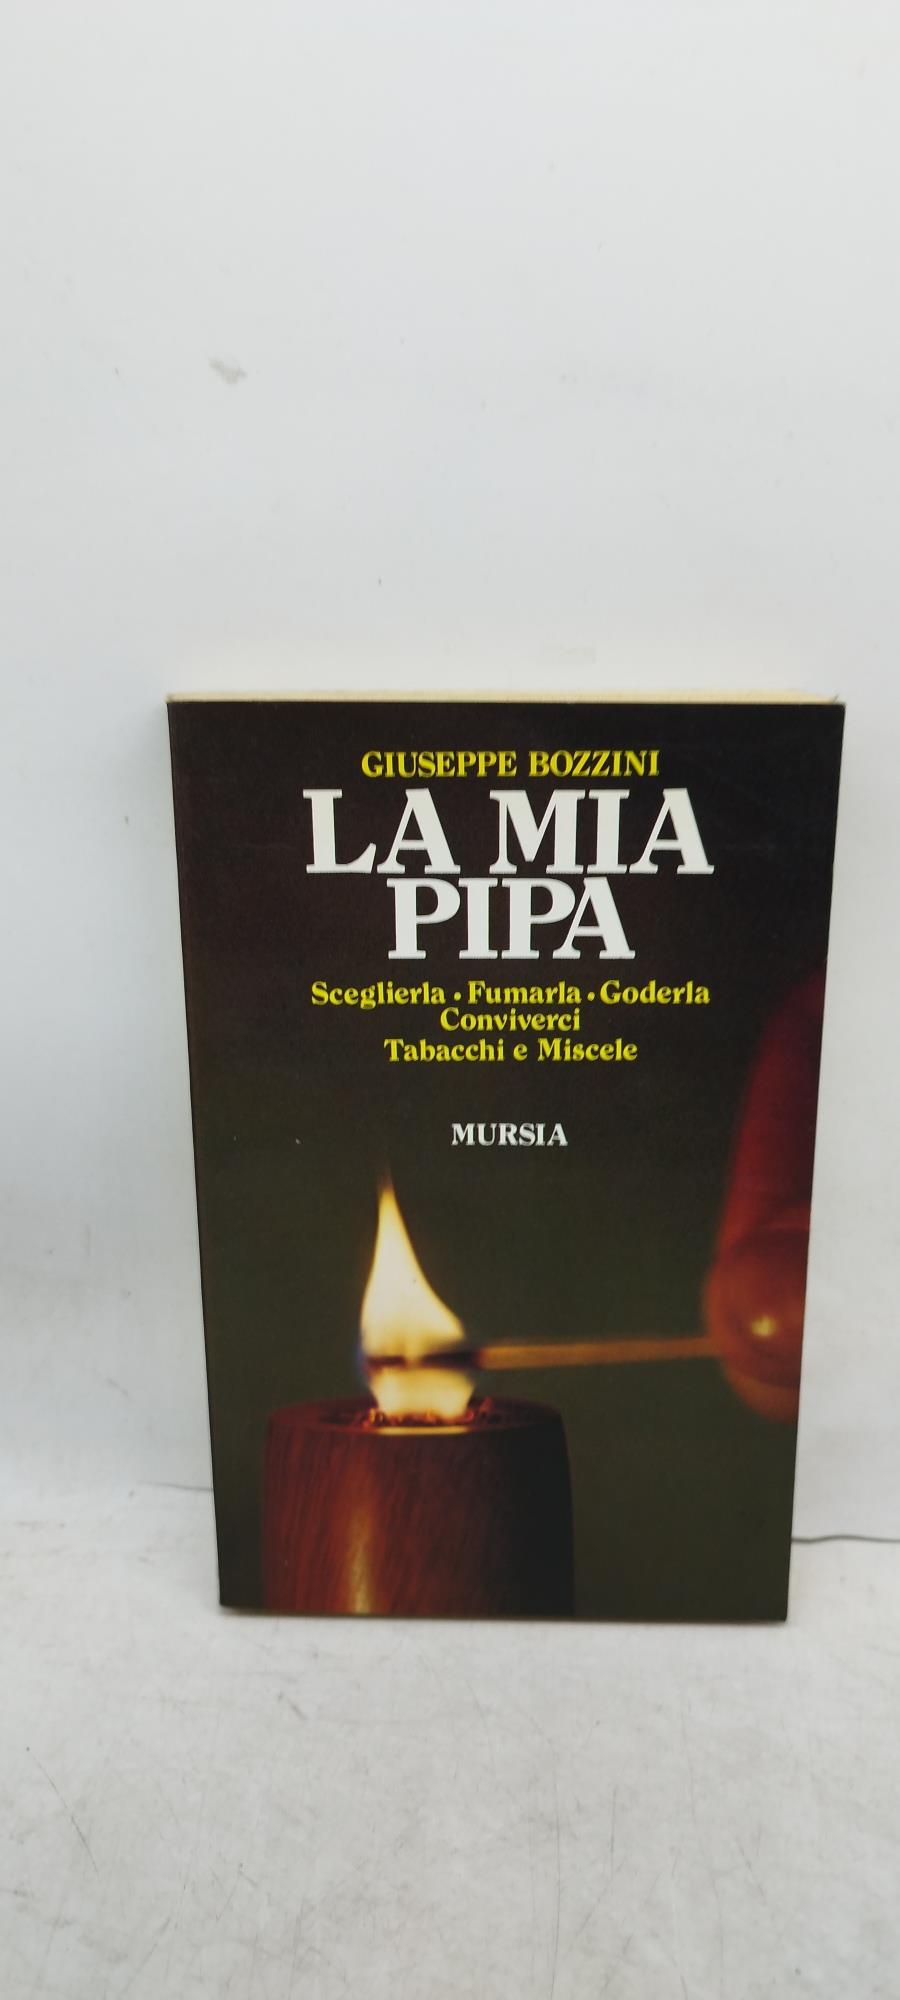 GIUSEPPE BOZZINI
LA MIA
PIPA
Sceglierla • Fumarla • Goderla
Conviverci
Tabacchi e Miscele
MURSIA